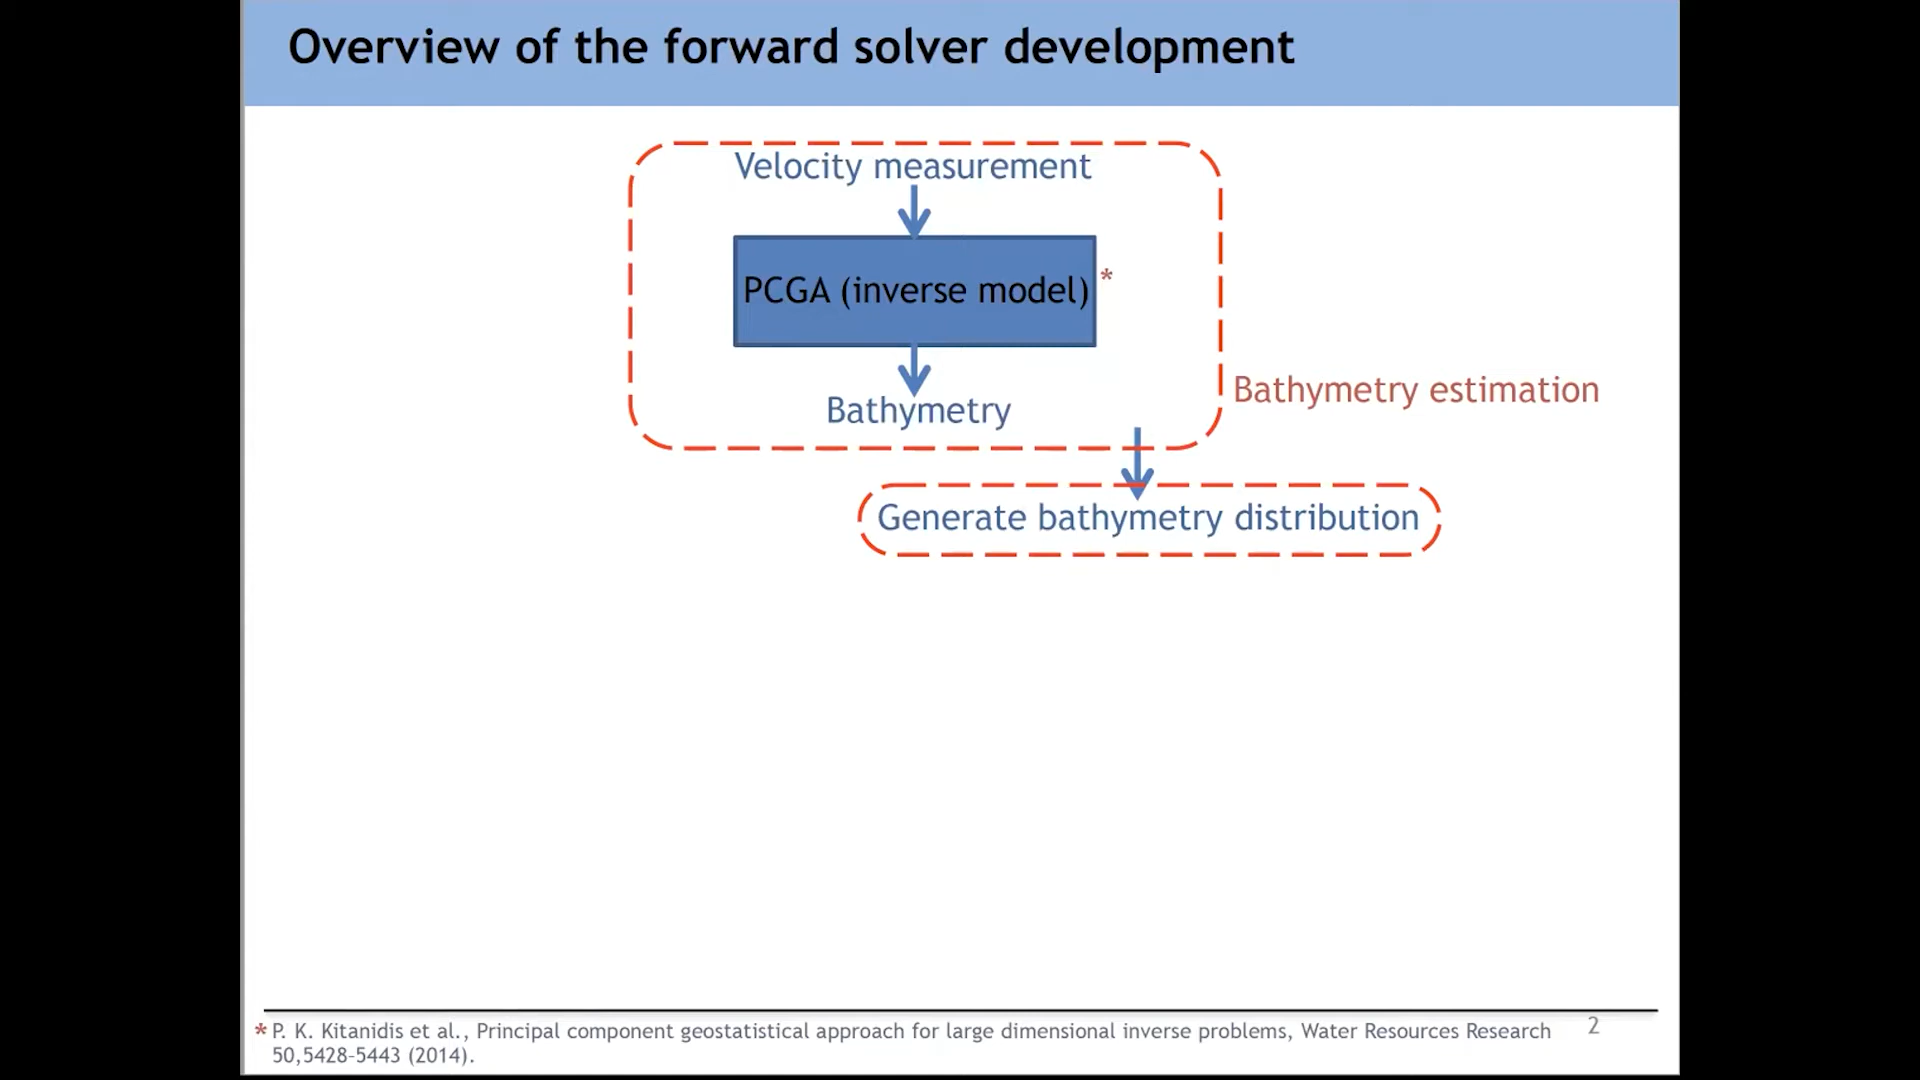 Overview of the forward solver development
Velocity measurement
PCGA (inverse model) *
Bathymetry
Bathymetry estimation
Generate bathymetry distribution
* P. K. Kitanidis et al., Principal component geostatistical approach for large dimensional inverse problems, Water Resources Research
50,5428-5443 (2014).
2